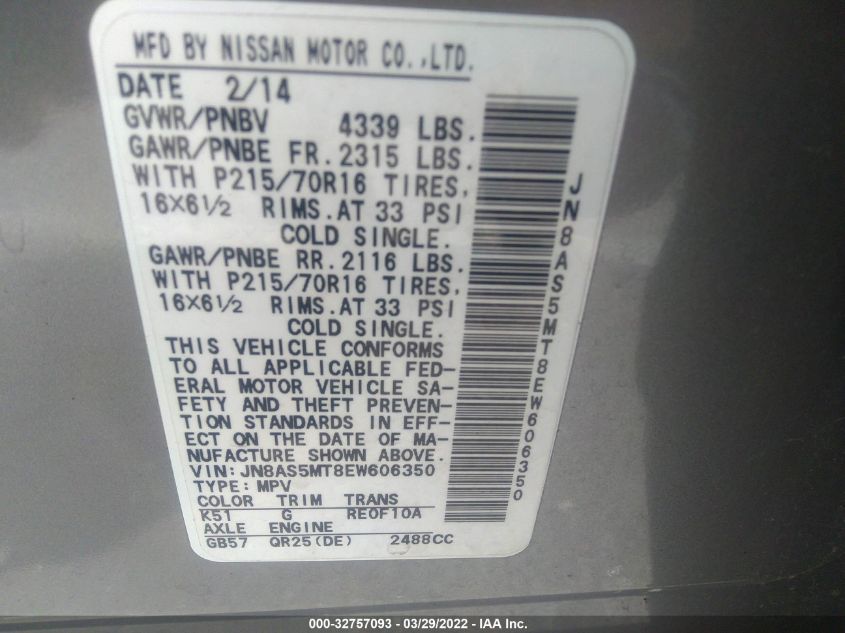 MFD BY NISSAN MOTOR CO.,LTD.
DATE 2/14
GVWR/PNBV 4339 LBS.
GAWR/PNBE FR. 2315 LBS.
WITH P215/70R16 TIRES,
16X6½ RIMS.AT 33 PSI
COLD SINGLE.
GAWR/PNBE RR. 2116 LBS.
WITH P215/70R16 TIRES,
16X6½ RIMS.AT 33 PSI
COLD SINGLE.
THIS VEHICLE CONFORMS
TO ALL APPLICABLE FED-
ERAL MOTOR VEHICLE SA-
FETY AND THEFT PREVEN-
TION STANDARDS IN EFF-
ECT ON THE DATE OF MA-
NUFACTURE SHOWN ABOVE.
VIN: JN8AS5MT8EW606350
TYPE: MPV
COLOR TRIM TRANS
K51 G RE0F10A
AXLE ENGINE
GB57 QR25(DE) 2488CC
JN8AS5MT8EW606350
000-32757093 - 03/29/2022 - IAA Inc.